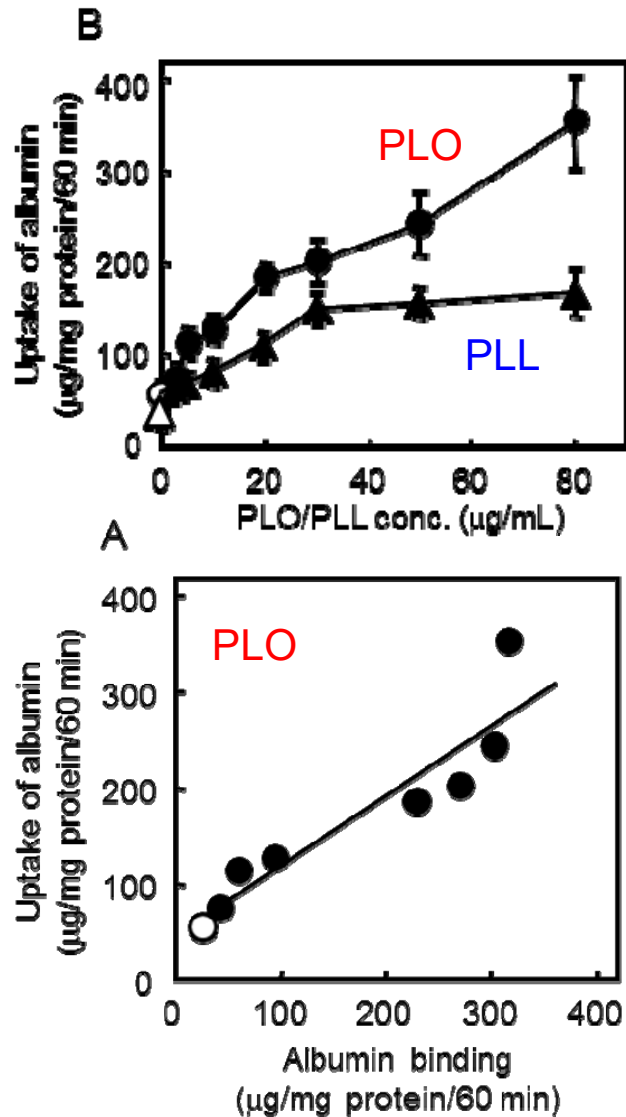 B
Uptake of albumin
(µg/mg protein/60 min)
400
300
200
100
0
PLO
PLL
0 20 40 60 80
PLO/PLL conc. (µg/mL)
A
Uptake of albumin
(µg/mg protein/60 min)
400
300
200
100
0
PLO
0 100 200 300 400
Albumin binding
(µg/mg protein/60 min)